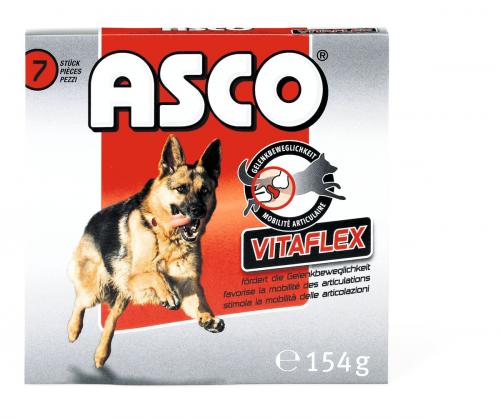 7
STÜCK
PIÈCES
PEZZI
ASCO®
GELENKBEWEGLICHKEIT
MOBILITÉ ARTICULAIRE
VITAFLEX
fördert die Gelenkbeweglichkeit
favorise la mobilité des articulations
stimola la mobilità delle articolazioni
℮ 154g